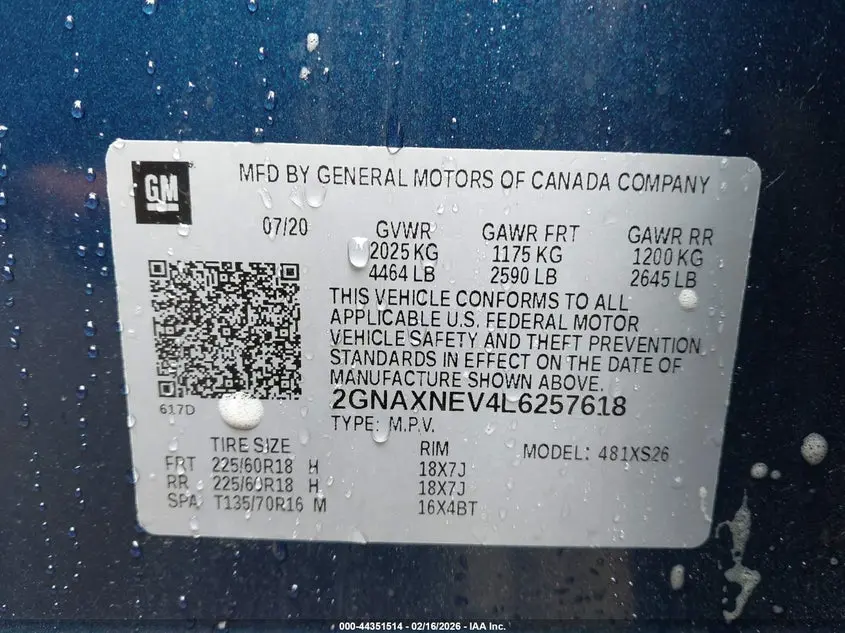 GM
MFD BY GENERAL MOTORS OF CANADA COMPANY
07/20 GVWR GAWR FRT GAWR RR
2025 KG 1175 KG 1200 KG
4464 LB 2590 LB 2645 LB
THIS VEHICLE CONFORMS TO ALL
APPLICABLE U.S. FEDERAL MOTOR
VEHICLE SAFETY AND THEFT PREVENTION
STANDARDS IN EFFECT ON THE DATE OF
MANUFACTURE SHOWN ABOVE.
2GNAXNEV4L6257618
617D
TYPE: M.P.V.
TIRE SIZE RIM MODEL: 481XS26
FRT 225/60R18 H 18X7J
RR 225/60R18 H 18X7J
SPA T135/70R16 M 16X4BT
000-44351514 - 02/16/2026 - IAA Inc.